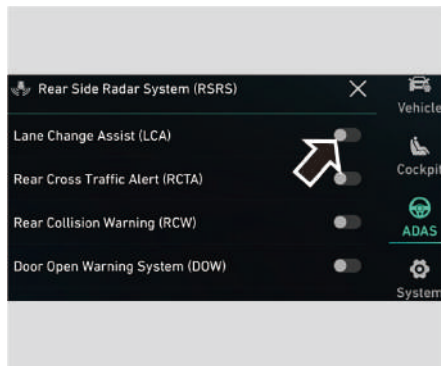 Rear Side Radar System (RSRS)
Vehicle
Lane Change Assist (LCA)
Cockpit
Rear Cross Traffic Alert (RCTA)
Rear Collision Warning (RCW)
ADAS
Door Open Warning System (DOW)
System